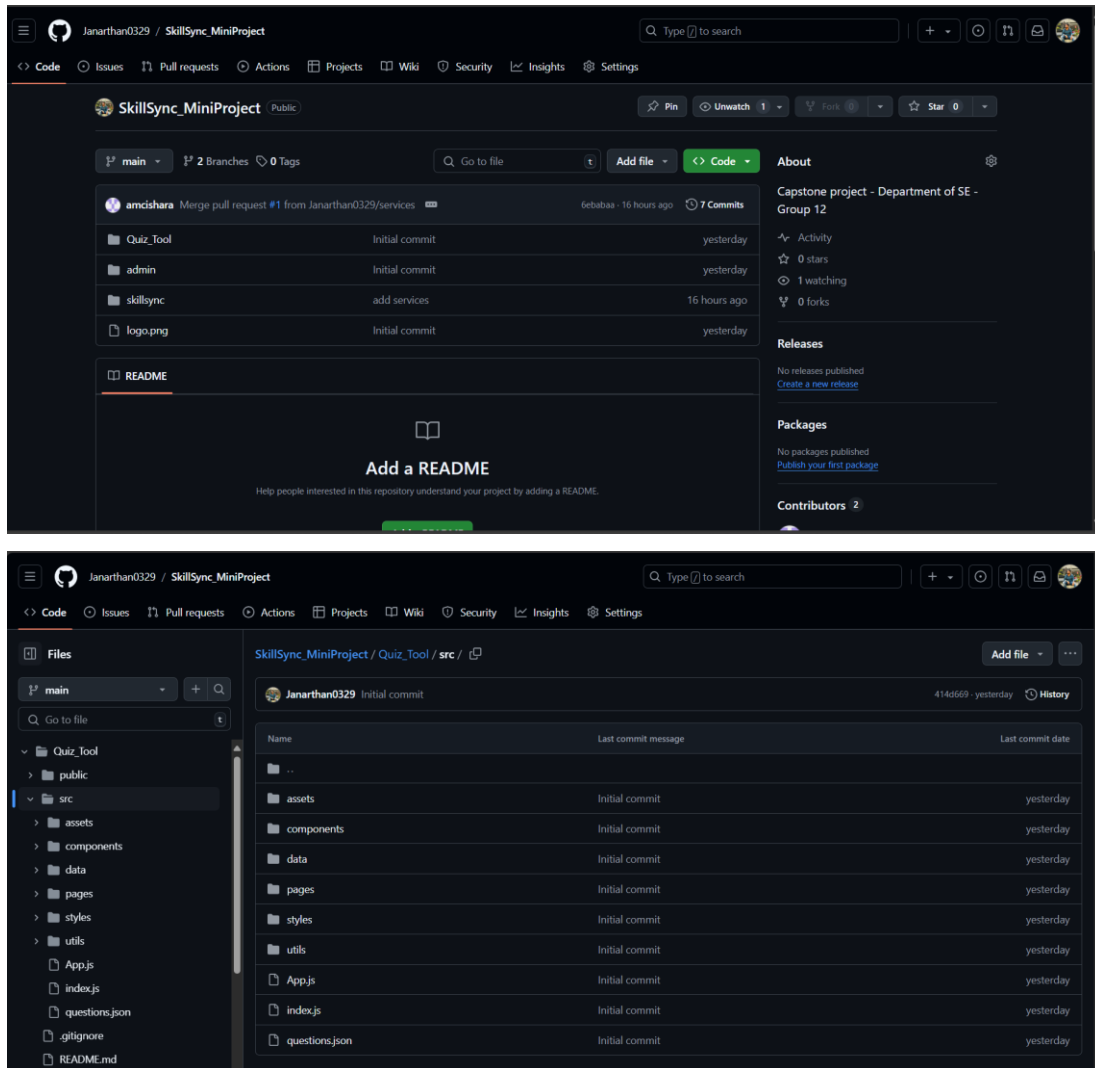 Janarthan0329 / SkillSync_MiniProject
Type / to search
Code Issues Pull requests Actions Projects Wiki Security Insights Settings
SkillSync_MiniProject Public
Pin Unwatch 1 Fork 0 Star 0
main 2 Branches 0 Tags Go to file t Add file Code
amcishara Merge pull request #1 from Janarthan0329/services 6ebabaa · 16 hours ago 7 Commits
Quiz_Tool Initial commit yesterday
admin Initial commit yesterday
skillsync add services 16 hours ago
logo.png Initial commit yesterday
README
Add a README
Help people interested in this repository understand your project by adding a README.
About
Capstone project - Department of SE -
Group 12
Activity
0 stars
1 watching
0 forks
Releases
No releases published
Create a new release
Packages
No packages published
Publish your first package
Contributors 2
Janarthan0329 / SkillSync_MiniProject
Type / to search
Code Issues Pull requests Actions Projects Wiki Security Insights Settings
Files
main
Go to file t
Quiz_Tool
public
src
assets
components
data
pages
styles
utils
App.js
index.js
questions.json
.gitignore
README.md
SkillSync_MiniProject / Quiz_Tool / src /
Add file
Janarthan0329 Initial commit 414d669 · yesterday History
Name Last commit message Last commit date
..
assets Initial commit yesterday
components Initial commit yesterday
data Initial commit yesterday
pages Initial commit yesterday
styles Initial commit yesterday
utils Initial commit yesterday
App.js Initial commit yesterday
index.js Initial commit yesterday
questions.json Initial commit yesterday